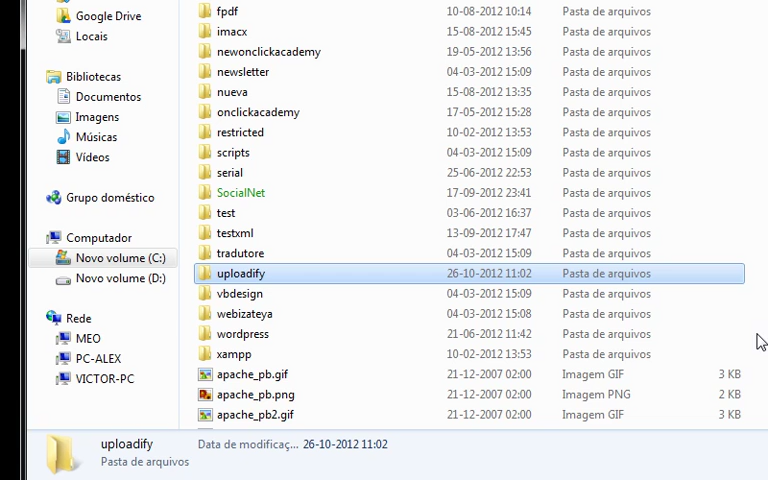 Google Drive
Locais
Bibliotecas
Documentos
Imagens
Músicas
Vídeos
Grupo doméstico
Computador
Novo volume (C:)
Novo volume (D:)
Rede
MEO
PC-ALEX
VICTOR-PC
fpdf 10-08-2012 10:14 Pasta de arquivos
imacx 15-08-2012 15:45 Pasta de arquivos
newonclickacademy 19-05-2012 13:56 Pasta de arquivos
newsletter 04-03-2012 15:09 Pasta de arquivos
nueva 15-08-2012 13:35 Pasta de arquivos
onclickacademy 17-05-2012 15:28 Pasta de arquivos
restricted 10-02-2012 13:53 Pasta de arquivos
scripts 04-03-2012 15:09 Pasta de arquivos
serial 25-06-2012 22:53 Pasta de arquivos
SocialNet 17-09-2012 23:41 Pasta de arquivos
test 03-06-2012 16:37 Pasta de arquivos
testxml 13-09-2012 17:47 Pasta de arquivos
tradutore 04-03-2012 15:09 Pasta de arquivos
uploadify 26-10-2012 11:02 Pasta de arquivos
vbdesign 04-03-2012 15:09 Pasta de arquivos
webizateya 04-03-2012 15:08 Pasta de arquivos
wordpress 21-06-2012 11:42 Pasta de arquivos
xampp 10-02-2012 13:53 Pasta de arquivos
apache_pb.gif 21-12-2007 02:00 Imagem GIF 3 KB
apache_pb.png 21-12-2007 02:00 Imagem PNG 2 KB
apache_pb2.gif 21-12-2007 02:00 Imagem GIF 3 KB
uploadify Data de modificaç... 26-10-2012 11:02
Pasta de arquivos